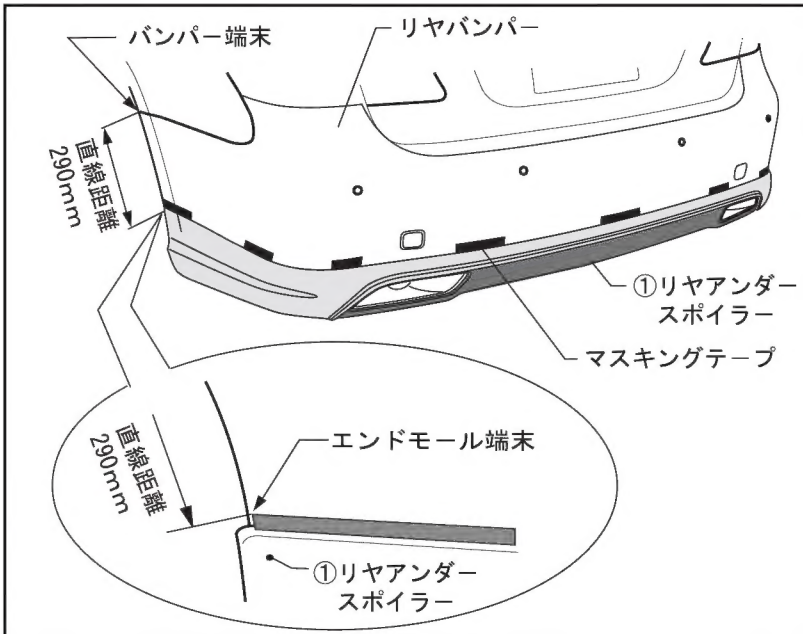 バンパー端末
リヤバンパー
直線距離
290mm
①リヤアンダー
スポイラー
マスキングテープ
直線距離
290mm
エンドモール端末
①リヤアンダー
スポイラー